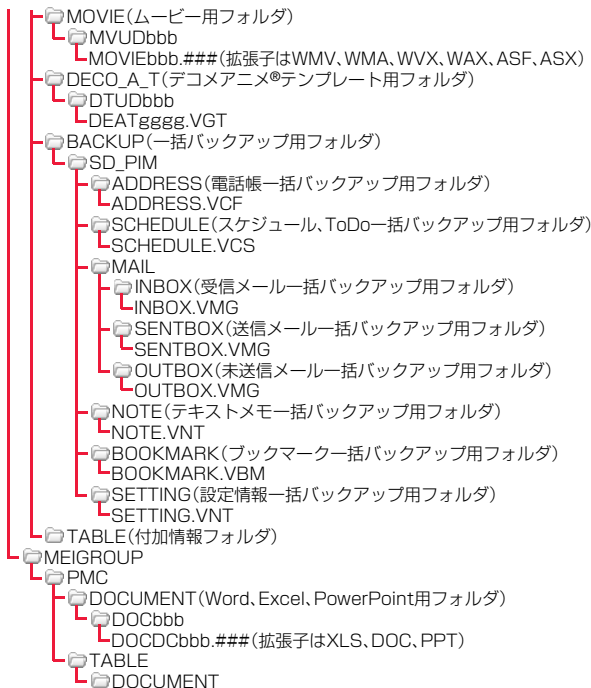 MOVIE(ムービー用フォルダ)
MVUDbbb
MOVIEbbb.###(拡張子はWMV、WMA、WVX、WAX、ASF、ASX)
DECO_A_T(デコメアニメ®テンプレート用フォルダ)
DTUDbbb
DEATgggg.VGT
BACKUP(一括バックアップ用フォルダ)
SD_PIM
ADDRESS(電話帳一括バックアップ用フォルダ)
ADDRESS.VCF
SCHEDULE(スケジュール、ToDo一括バックアップ用フォルダ)
SCHEDULE.VCS
MAIL
INBOX(受信メール一括バックアップ用フォルダ)
INBOX.VMG
SENTBOX(送信メール一括バックアップ用フォルダ)
SENTBOX.VMG
OUTBOX(未送信メール一括バックアップ用フォルダ)
OUTBOX.VMG
NOTE(テキストメモ一括バックアップ用フォルダ)
NOTE.VNT
BOOKMARK(ブックマーク一括バックアップ用フォルダ)
BOOKMARK.VBM
SETTING(設定情報一括バックアップ用フォルダ)
SETTING.VNT
TABLE(付加情報フォルダ)
MEIGROUP
PMC
DOCUMENT(Word、Excel、PowerPoint用フォルダ)
DOCbbb
DOCDCbbb.###(拡張子はXLS、DOC、PPT)
TABLE
DOCUMENT